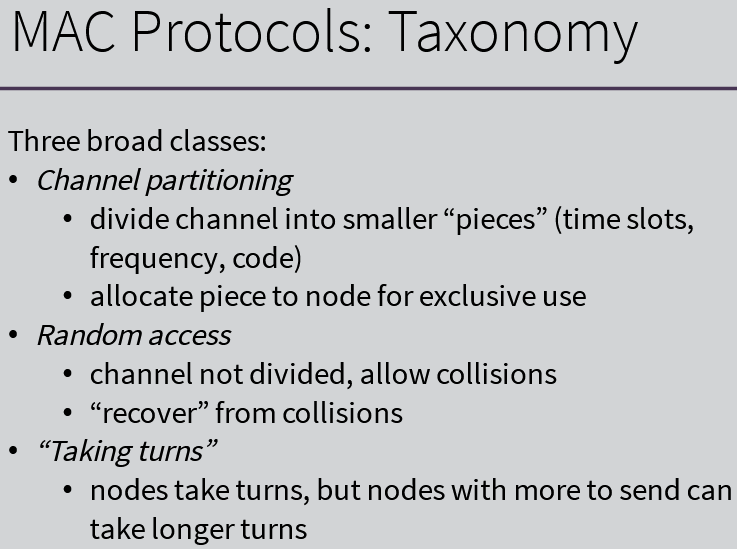 MAC Protocols: Taxonomy
Three broad classes:
• Channel partitioning
• divide channel into smaller “pieces” (time slots,
frequency, code)
• allocate piece to node for exclusive use
• Random access
• channel not divided, allow collisions
• “recover” from collisions
• “Taking turns”
• nodes take turns, but nodes with more to send can
take longer turns